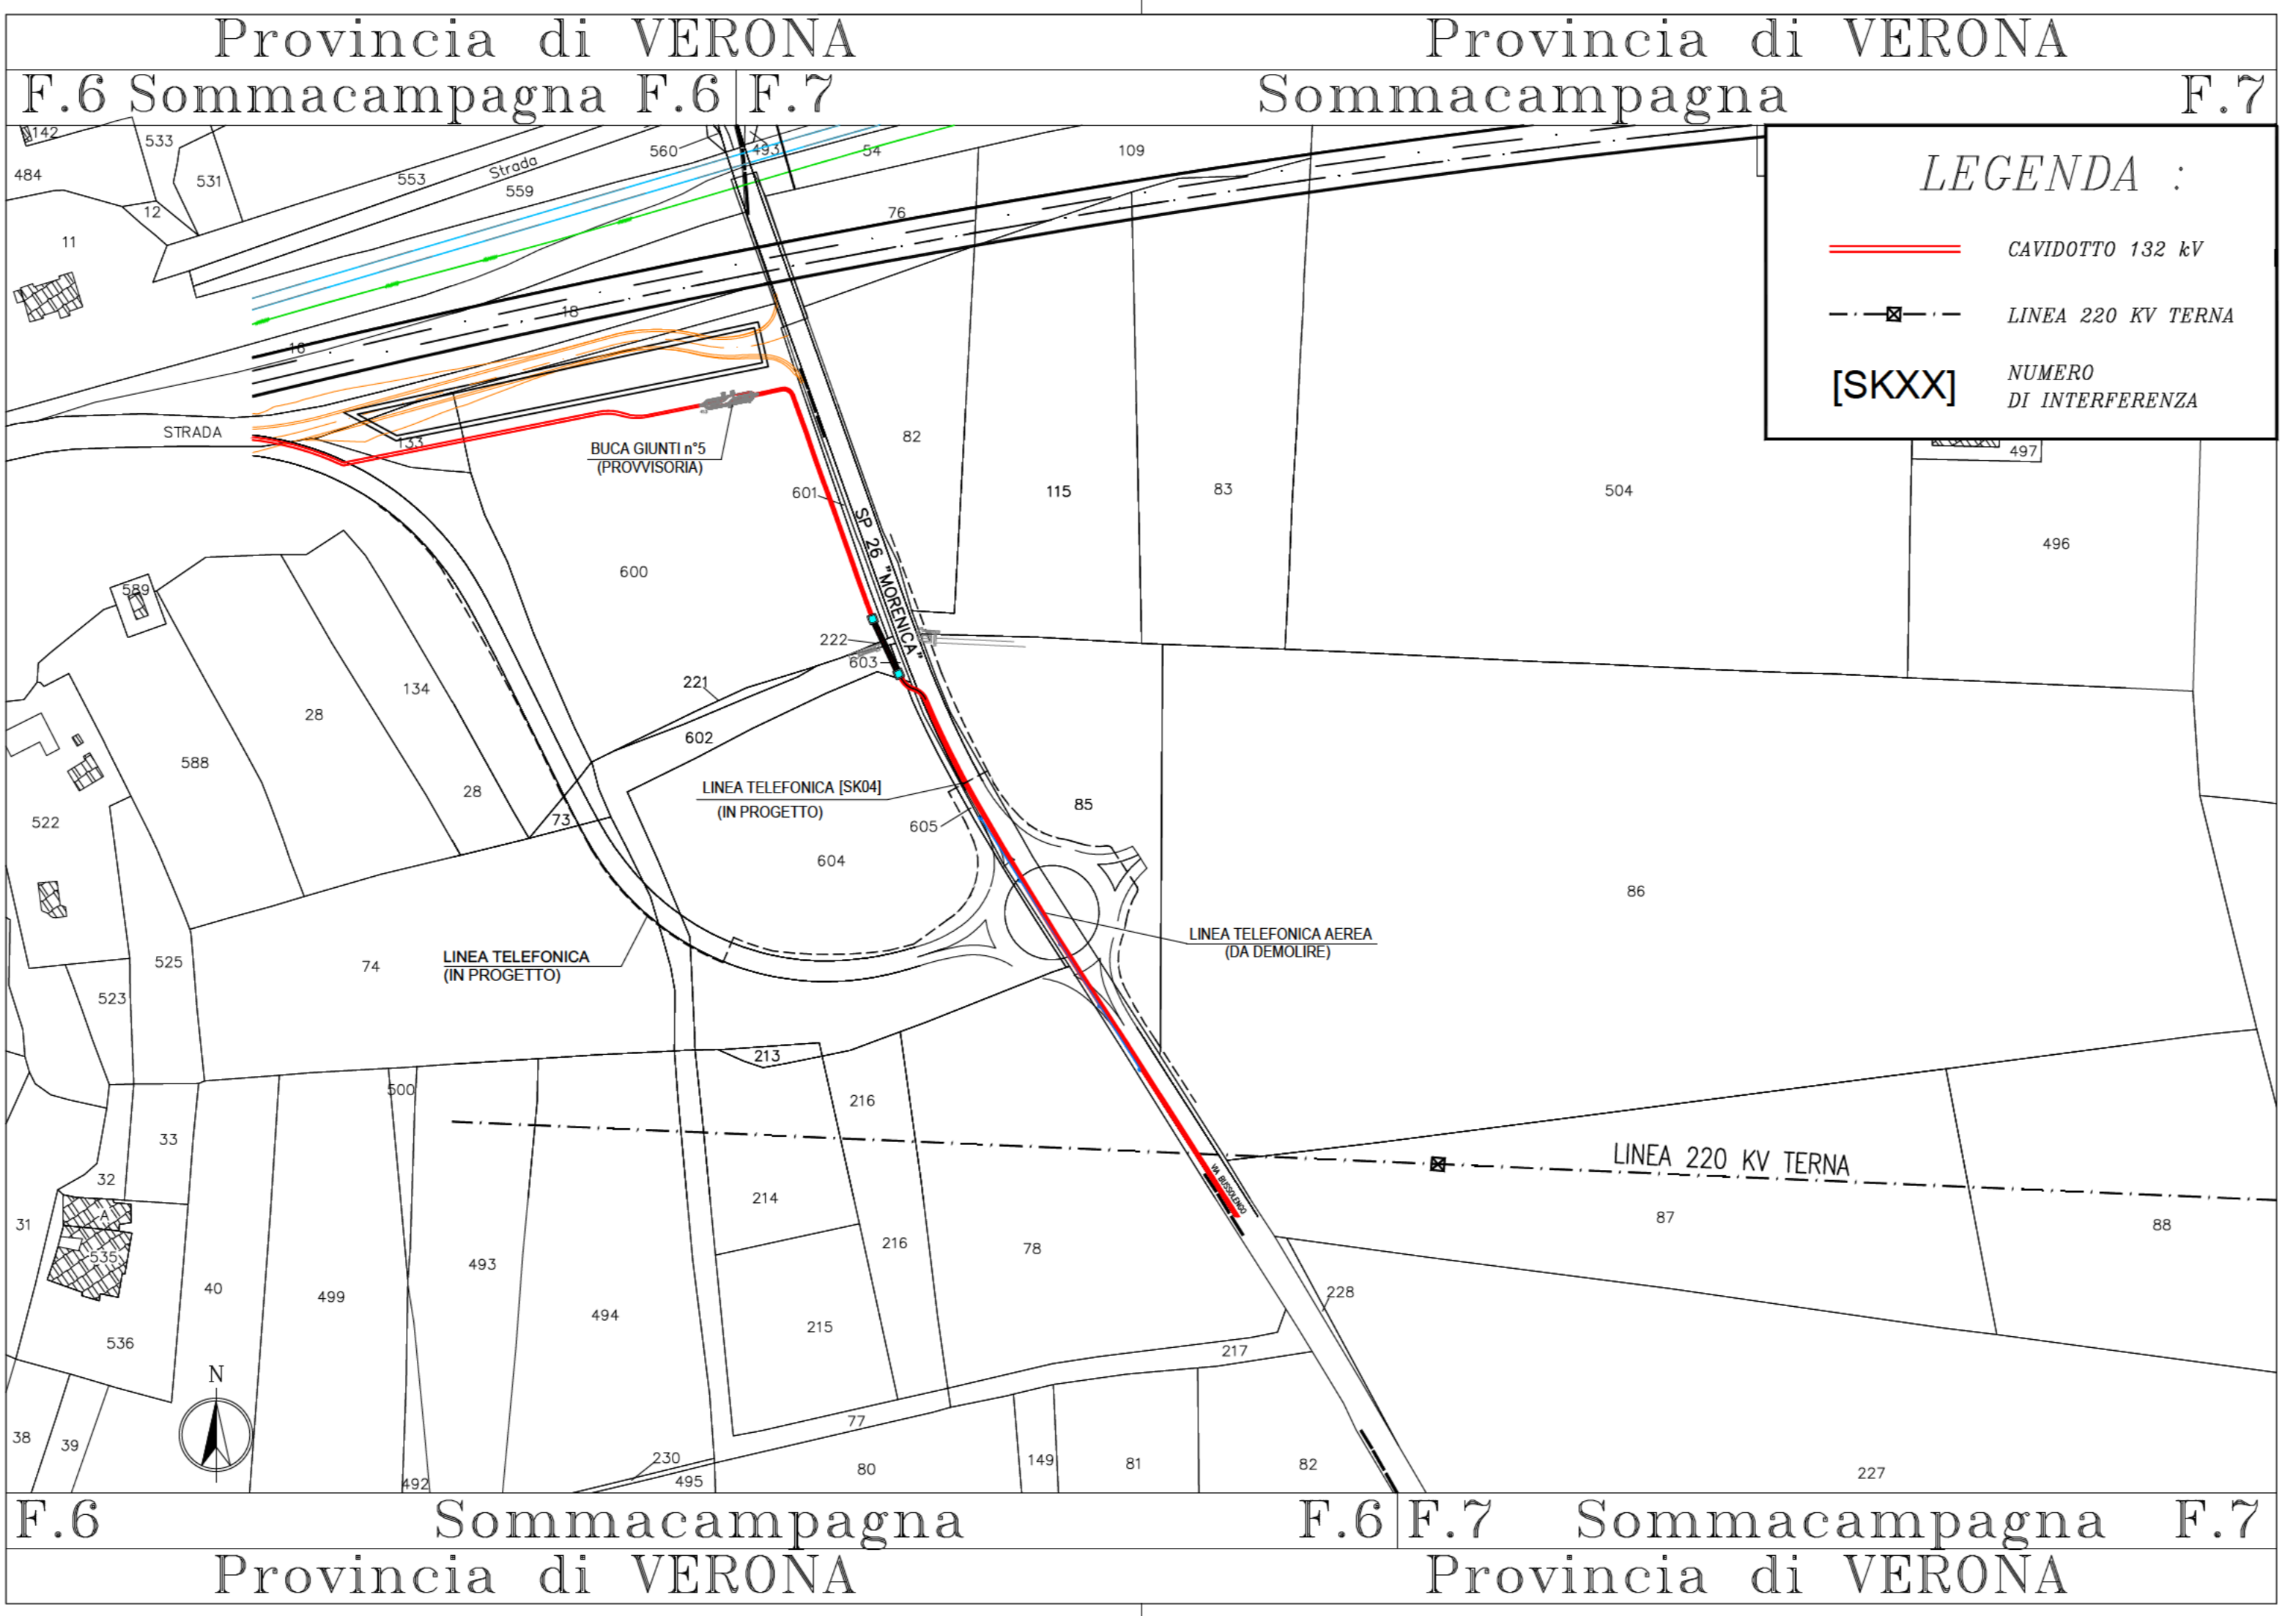 Provincia di VERONA
Provincia di VERONA
F.6 Sommacampagna F.6
F.7 Sommacampagna F.7
142
533
484
531
12
11
553
Strada
559
560
493
54
109
76
18
18
STRADA
133
LEGENDA :
CAVIDOTTO 132 kV
LINEA 220 KV TERNA
[SKXX]
NUMERO
DI INTERFERENZA
BUCA GIUNTI n°5
(PROVVISORIA)
82
115
83
504
497
496
601
SP 26 "MORENICA"
600
589
222
603
221
134
28
602
588
28
LINEA TELEFONICA [SK04]
(IN PROGETTO)
85
522
73
605
604
86
LINEA TELEFONICA AEREA
(DA DEMOLIRE)
LINEA TELEFONICA
(IN PROGETTO)
525
74
523
213
500
216
33
32
LINEA 220 KV TERNA
VIA BUSSOLENGO
214
31
A
535
87
88
216
78
493
40
499
228
494
215
536
217
N
77
38
39
230
495
492
80
149
81
82
227
F.6 Sommacampagna F.6
F.7 Sommacampagna F.7
Provincia di VERONA
Provincia di VERONA